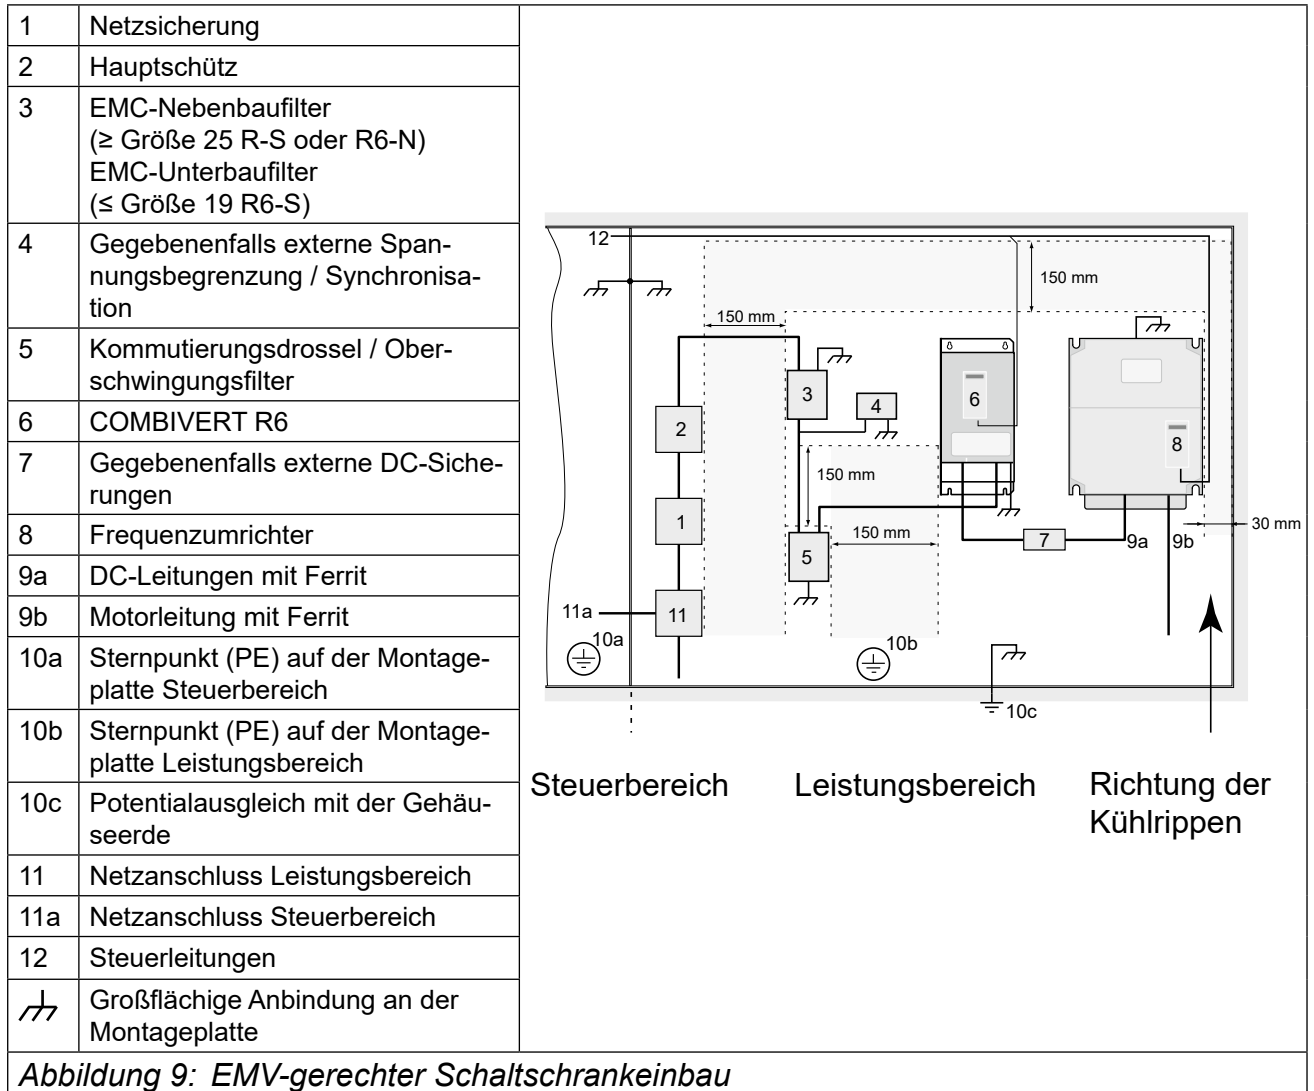 1 Netzsicherung
2 Hauptschütz
3 EMC-Nebenbaufilter
(≥ Größe 25 R-S oder R6-N)
EMC-Unterbaufilter
(≤ Größe 19 R6-S)
4 Gegebenenfalls externe Span-
nungsbegrenzung / Synchronisa-
tion
5 Kommutierungsdrossel / Ober-
schwingungsfilter
6 COMBIVERT R6
7 Gegebenenfalls externe DC-Siche-
rungen
8 Frequenzumrichter
9a DC-Leitungen mit Ferrit
9b Motorleitung mit Ferrit
10a Sternpunkt (PE) auf der Montage-
platte Steuerbereich
10b Sternpunkt (PE) auf der Montage-
platte Leistungsbereich
10c Potentialausgleich mit der Gehäu-
seerde
11 Netzanschluss Leistungsbereich
11a Netzanschluss Steuerbereich
12 Steuerleitungen
Großflächige Anbindung an der
Montageplatte
12
150 mm
150 mm
3
4
6
2
8
150 mm
1
150 mm
30 mm
5
7
9a
9b
11a
11
10a
10b
10c
Steuerbereich
Leistungsbereich
Richtung der
Kühlrippen
Abbildung 9: EMV-gerechter Schaltschrankeinbau